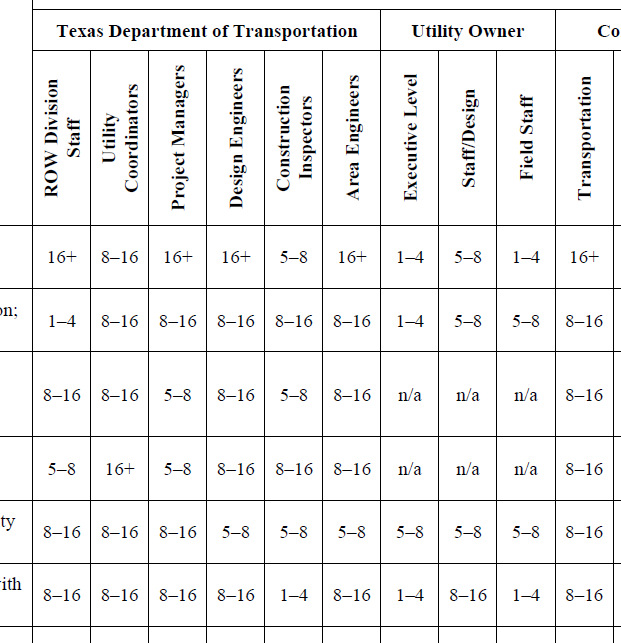 Texas Department of Transportation Utility Owner Co
ROW Division Staff
Utility Coordinators
Project Managers
Design Engineers
Construction Inspectors
Area Engineers
Executive Level
Staff/Design
Field Staff
Transportation
16+ 8–16 16+ 16+ 5–8 16+ 1–4 5–8 1–4 16+
on;
1–4 8–16 8–16 8–16 8–16 8–16 1–4 5–8 5–8 8–16
8–16 8–16 5–8 8–16 5–8 8–16 n/a n/a n/a 8–16
5–8 16+ 5–8 8–16 8–16 8–16 n/a n/a n/a 8–16
ty
8–16 8–16 8–16 5–8 5–8 5–8 5–8 5–8 5–8 8–16
ith
8–16 8–16 8–16 8–16 1–4 8–16 1–4 8–16 1–4 8–16